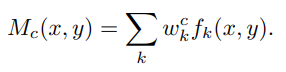 M_c(x, y) = \sum_k w_k^c f_k(x, y).